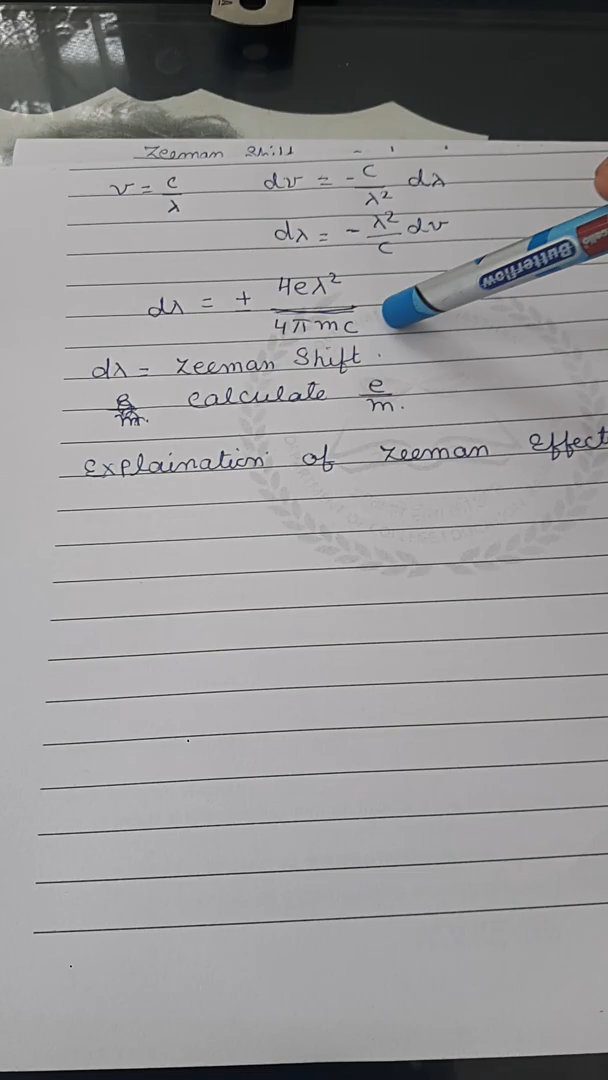 Zeeman Shift
ν = c/λ dν = -c/λ² dλ
dλ = -λ²/c dν
dλ = ± 4eλ²/4πmc
dλ = Zeeman Shift.
calculate e/m.
explaination of zeeman effect
Butterflow